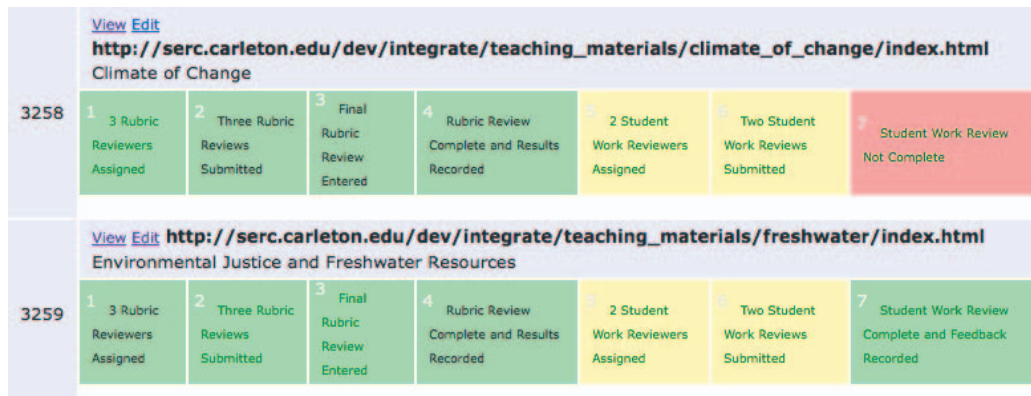 View Edit
http://serc.carleton.edu/dev/integrate/teaching_materials/climate_of_change/index.html
Climate of Change
3258
1 3 Rubric
Reviewers
Assigned
2 Three Rubric
Reviews
Submitted
3 Final
Rubric
Review
Entered
4 Rubric Review
Complete and Results
Recorded
5 2 Student
Work Reviewers
Assigned
6 Two Student
Work Reviews
Submitted
7 Student Work Review
Not Complete
View Edit http://serc.carleton.edu/dev/integrate/teaching_materials/freshwater/index.html
Environmental Justice and Freshwater Resources
3259
1 3 Rubric
Reviewers
Assigned
2 Three Rubric
Reviews
Submitted
3 Final
Rubric
Review
Entered
4 Rubric Review
Complete and Results
Recorded
5 2 Student
Work Reviewers
Assigned
6 Two Student
Work Reviews
Submitted
7 Student Work Review
Complete and Feedback
Recorded